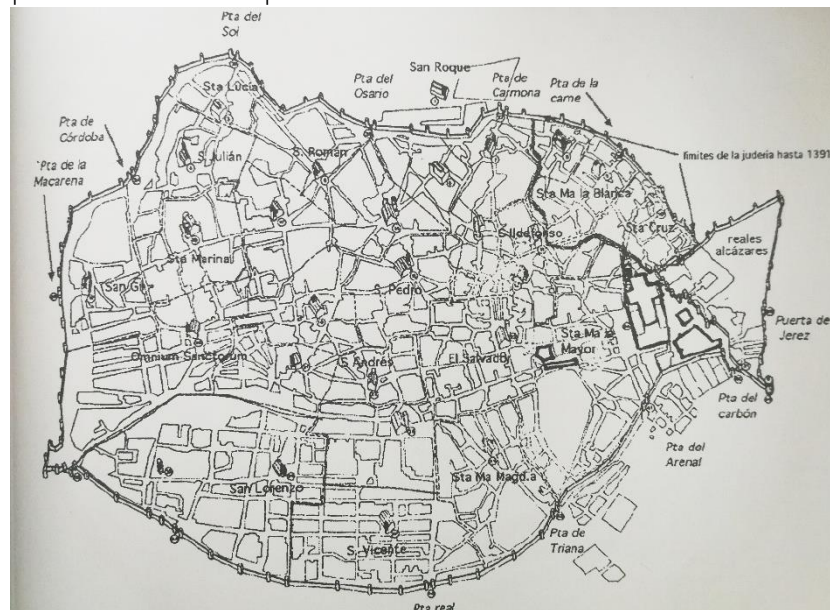 Pta del
Sol
San Roque
Pta del
Osario
Pta de
Carmona
Pta de la
carne
Sta Lucía
Pta de
Córdoba
S. Julián
S. Román
límites de la judería hasta 1391
Pta de la
Macarena
Sta Ma la Blanca
Sta Cruz
S. Ildefonso
reales
alcázares
Sta Marina
San Gil
S. Pedro
Puerta de
Jerez
Omnium Sanctorum
S Andrés
El Salvador
Sta Ma
Mayor
Pta del
carbón
Pta del
Arenal
San Lorenzo
Sta Ma Magd.a
S. Vicente
Pta de
Triana
Pta real